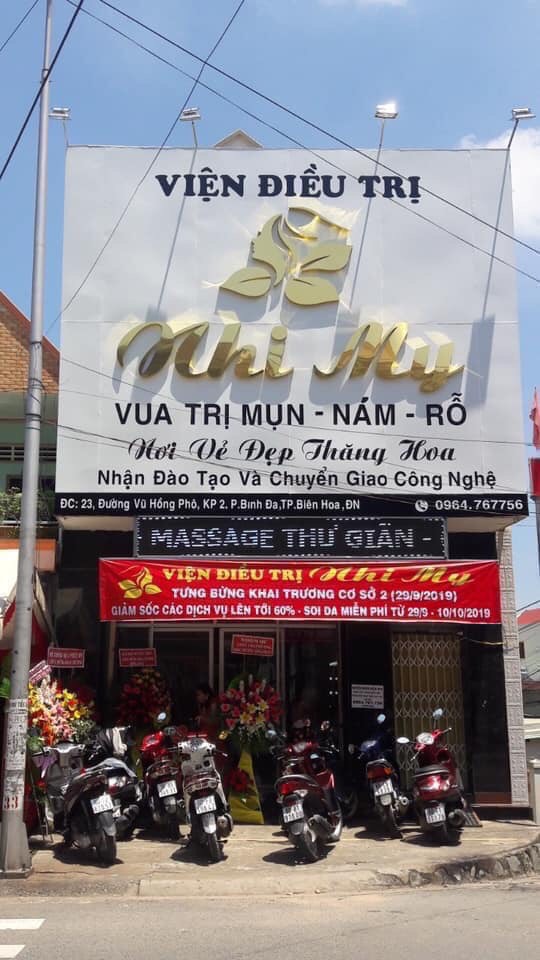 VIỆN ĐIỀU TRỊ
Nhi My
VUA TRỊ MỤN - NÁM - RỖ
Nơi Vẻ Đẹp Thăng Hoa
Nhận Đào Tạo Và Chuyển Giao Công Nghệ
ĐC: 23, Đường Vũ Hồng Phô, KP 2. P.Bình Đa,TP.Biên Hoa,ĐN 0964.767756
MASSAGE THƯ GIÃN -
VIỆN ĐIỀU TRỊ Nhi My
TƯNG BỪNG KHAI TRƯƠNG CƠ SỞ 2 (29/9/2019)
GIẢM SỐC CÁC DỊCH VỤ LÊN TỚI 60% - SOI DA MIỄN PHÍ TỪ 29/9 - 10/10/2019
33